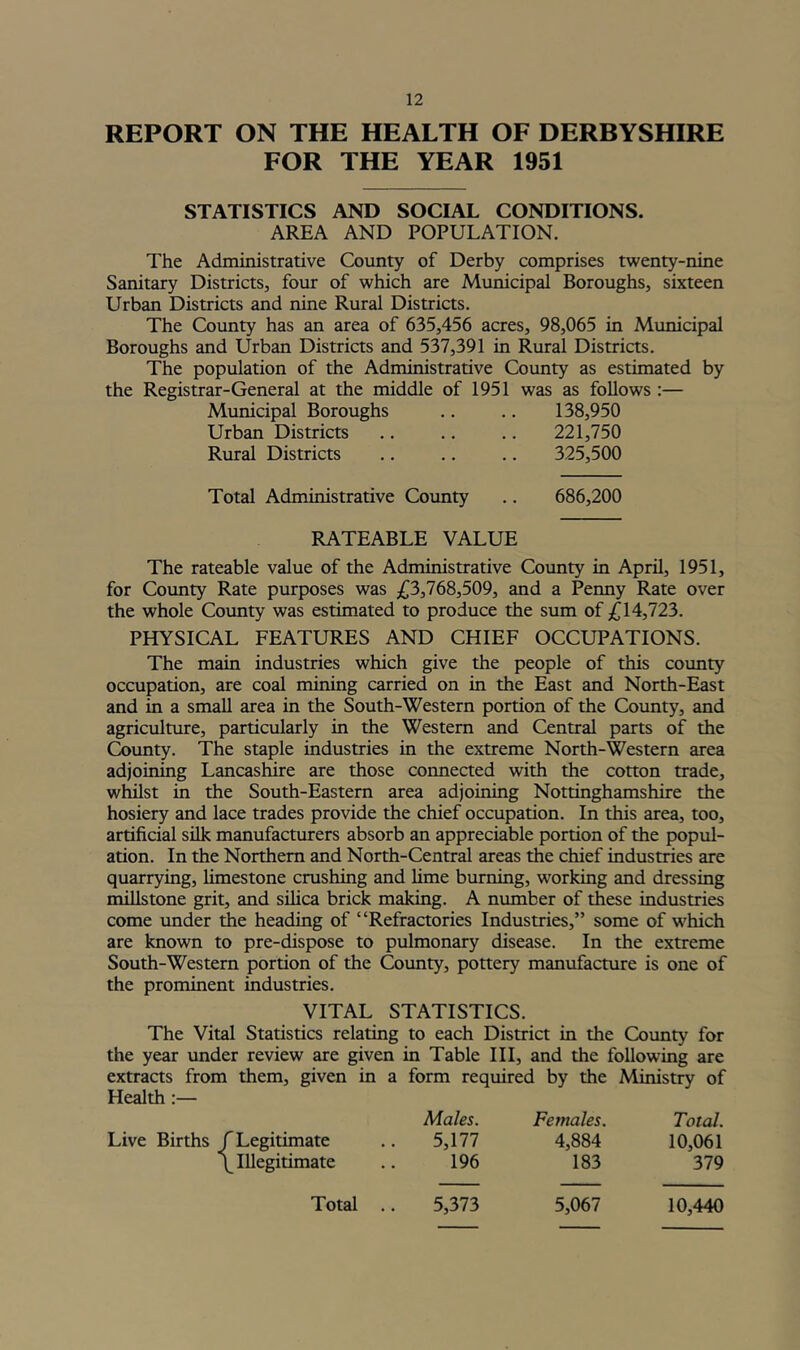 12
REPORT ON THE HEALTH OF DERBYSHIRE
FOR THE YEAR 1951
STATISTICS AND SOCIAL CONDITIONS.
AREA AND POPULATION.
The Administrative County of Derby comprises twenty-nine
Sanitary Districts, four of which are Municipal Boroughs, sixteen
Urban Districts and nine Rural Districts.
The County has an area of 635,456 acres, 98,065 in Municipal
Boroughs and Urban Districts and 537,391 in Rural Districts.
The population of the Administrative County as estimated by
the Registrar-General at the middle of 1951 was as follows :—
Municipal Boroughs .. .. 138,950
Urban Districts .. .. .. 221,750
Rural Districts .. .. .. 325,500
Total Administrative County .. 686,200
RATEABLE VALUE
The rateable value of the Administrative County in April, 1951,
for County Rate purposes was £3,768,509, and a Penny Rate over
the whole County was estimated to produce the sum of £14,723.
PHYSICAL FEATURES AND CHIEF OCCUPATIONS.
The main industries which give the people of this county
occupation, are coal mining carried on in the East and North-East
and in a small area in the South-Western portion of the County, and
agriculture, particularly in the Western and Central parts of the
County. The staple industries in the extreme North-Western area
adjoining Lancashire are those connected with the cotton trade,
whilst in the South-Eastern area adjoining Nottinghamshire the
hosiery and lace trades provide the chief occupation. In this area, too,
artificial silk manufacturers absorb an appreciable portion of the popul-
ation. In the Northern and North-Central areas the chief industries are
quarrying, limestone crushing and lime burning, working and dressing
millstone grit, and silica brick making. A number of these industries
come under the heading of “Refractories Industries,” some of which
are known to pre-dispose to pulmonary disease. In the extreme
South-Western portion of the County, pottery manufacture is one of
the prominent industries.
VITAL STATISTICS.
The Vital Statistics relating to each District in the County for
the year under review are given in Table III, and the following are
extracts from them, given in a form required by the Ministry of
Health :—
Males. Females. Total.
Live Births { Legitimate .. 5,177 4,884 10,061
{ Illegitimate .. 196 183 379
Total .. 5,373 5,067 10,440